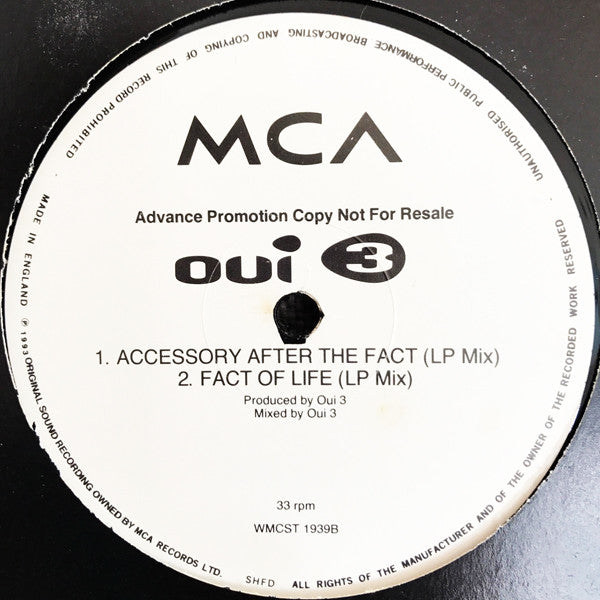 MCA
Advance Promotion Copy Not For Resale
oui 3
1. ACCESSORY AFTER THE FACT (LP Mix)
2. FACT OF LIFE (LP Mix)
Produced by Oui 3
Mixed by Oui 3
33 rpm
WMCST 1939B
SHFD
MADE IN ENGLAND ℗ 1993 ORIGINAL SOUND RECORDING OWNED BY MCA RECORDS LTD.
ALL RIGHTS OF THE MANUFACTURER AND OF THE OWNER OF THE RECORDED WORK RESERVED
UNAUTHORISED PUBLIC PERFORMANCE BROADCASTING AND COPYING OF THIS RECORD PROHIBITED